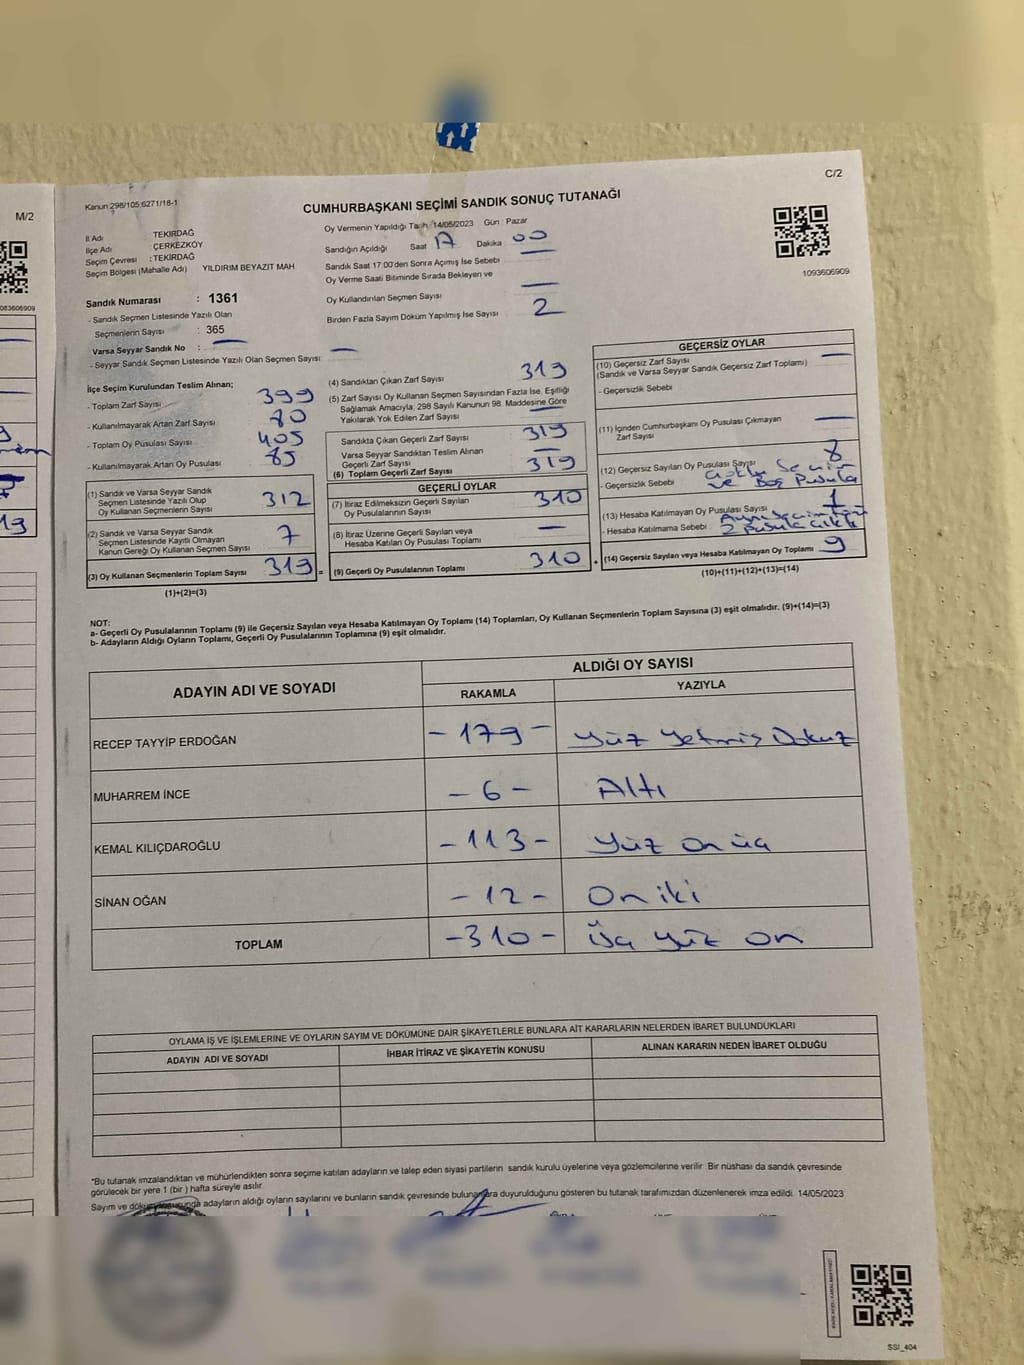 M/2
C/2
Kanun:298/105,6271/18-1
CUMHURBAŞKANI SEÇİMİ SANDIK SONUÇ TUTANAĞI
1093606909
İl Adı : TEKİRDAĞ
İlçe Adı : ÇERKEZKÖY
Seçim Çevresi : TEKİRDAĞ
Seçim Bölgesi (Mahalle Adı) YILDIRIM BEYAZIT MAH.
Sandık Numarası : 1361
- Sandık Seçmen Listesinde Yazılı Olan
Seçmenlerin Sayısı : 365
Varsa Seyyar Sandık No : —
- Seyyar Sandık Seçmen Listesinde Yazılı Olan Seçmen Sayısı: —
Oy Vermenin Yapıldığı Tarih :14/05/2023 Gün : Pazar
Sandığın Açıldığı Saat 17 Dakika 00
Sandık Saat 17:00'den Sonra Açımış İse Sebebi —
Oy Verme Saati Bitiminde Sırada Bekleyen ve
Oy Kullandırılan Seçmen Sayısı —
Birden Fazla Sayım Döküm Yapılmış İse Sayısı 2
İlçe Seçim Kurulundan Teslim Alınan;
- Toplam Zarf Sayısı 399
- Kullanılmayarak Artan Zarf Sayısı 80
- Toplam Oy Pusulası Sayısı 405
- Kullanılmayarak Artan Oy Pusulası 85
(1) Sandık ve Varsa Seyyar Sandık
Seçmen Listesinde Yazılı Olup
Oy Kullanan Seçmenlerin Sayısı 312
(2) Sandık ve Varsa Seyyar Sandık
Seçmen Listesinde Kayıtlı Olmayan
Kanun Gereği Oy Kullanan Seçmen Sayısı 7
(3) Oy Kullanan Seçmenlerin Toplam Sayısı 319 =
(1)+(2)=(3)
(4) Sandıktan Çıkan Zarf Sayısı 319
(5) Zarf Sayısı Oy Kullanan Seçmen Sayısından Fazla İse, Eşitliği
Sağlamak Amacıyla, 298 Sayılı Kanunun 98. Maddesine Göre
Yakılarak Yok Edilen Zarf Sayısı —
Sandıkta Çıkan Geçerli Zarf Sayısı 319
Varsa Seyyar Sandıktan Teslim Alınan
Geçerli Zarf Sayısı —
(6) Toplam Geçerli Zarf Sayısı 319
GEÇERLİ OYLAR
(7) İtiraz Edilmeksizin Geçerli Sayılan
Oy Pusulalarının Sayısı 310
(8) İtiraz Üzerine Geçerli Sayılan veya
Hesaba Katılan Oy Pusulası Toplamı —
(9) Geçerli Oy Pusulalarının Toplamı 310 +
GEÇERSİZ OYLAR
(10) Geçersiz Zarf Sayısı —
(Sandık ve Varsa Seyyar Sandık Geçersiz Zarf Toplamı)
- Geçersizlik Sebebi
(11) İçinden Cumhurbaşkanı Oy Pusulası Çıkmayan
Zarf Sayısı —
(12) Geçersiz Sayılan Oy Pusulası Sayısı 8
- Geçersizlik Sebebi Çoklu Seçim
ve Boş Pusula
(13) Hesaba Katılmayan Oy Pusulası Sayısı 1
- Hesaba Katılmama Sebebi : 2 Pusula çıktı
(14) Geçersiz Sayılan veya Hesaba Katılmayan Oy Toplamı 9
(10)+(11)+(12)+(13)=(14)
NOT:
a- Geçerli Oy Pusulalarının Toplamı (9) ile Geçersiz Sayılan veya Hesaba Katılmayan Oy Toplamı (14) Toplamları, Oy Kullanan Seçmenlerin Toplam Sayısına (3) eşit olmalıdır. (9)+(14)=(3)
b- Adayların Aldığı Oyların Toplamı, Geçerli Oy Pusulalarının Toplamına (9) eşit olmalıdır.
ADAYIN ADI VE SOYADI ALDIĞI OY SAYISI
RAKAMLA YAZIYLA
RECEP TAYYİP ERDOĞAN - 179 - Yüz Yetmiş Dokuz
MUHARREM İNCE - 6 - Altı
KEMAL KILIÇDAROĞLU - 113 - Yüz on üç
SİNAN OĞAN - 12 - On iki
TOPLAM - 310 - Üç yüz on
OYLAMA İŞ VE İŞLEMLERİNE VE OYLARIN SAYIM VE DÖKÜMÜNE DAİR ŞİKAYETLERLE BUNLARA AİT KARARLARIN NELERDEN İBARET BULUNDUKLARI
ADAYIN ADI VE SOYADI İHBAR İTİRAZ VE ŞİKAYETİN KONUSU ALINAN KARARIN NEDEN İBARET OLDUĞU
*Bu tutanak imzalandıktan ve mühürlendikten sonra seçime katılan adayların ve talep eden siyasi partilerin sandık kurulu üyelerine veya gözlemcilerine verilir. Bir nüshası da sandık çevresinde
görülecek bir yere 1 (bir ) hafta süreyle asılır.
Sayım ve adayların aldığı oyların sayılarını ve bunların sandık çevresinde duyurulduğunu gösteren bu tutanak tarafımızdan düzenlenerek imza edildi. 14/05/2023
SSI_404